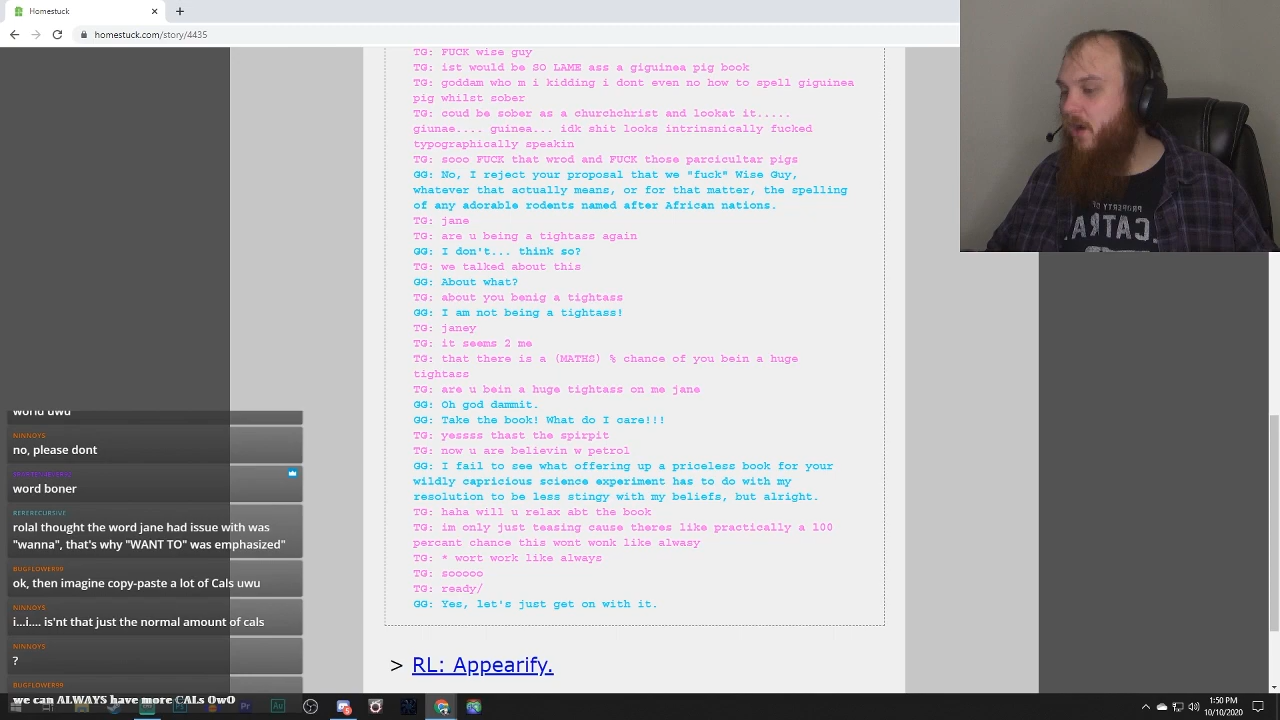 Homestuck
homestuck.com/story/4435
TG: FUCK wise guy
TG: ist would be SO LAME ass a giguinea pig book
TG: goddam who m i kidding i dont even no how to spell giguinea
pig whilst sober
TG: coud be sober as a churchchrist and lookat it.....
giunae.... guinea... idk shit looks intrinsnically fucked
typographically speakin
TG: sooo FUCK that wrod and FUCK those parcicultar pigs
GG: No, I reject your proposal that we "fuck" Wise Guy,
whatever that actually means, or for that matter, the spelling
of any adorable rodents named after African nations.
TG: jane
TG: are u being a tightass again
GG: I don't... think so?
TG: we talked about this
GG: About what?
TG: about you benig a tightass
GG: I am not being a tightass!
TG: janey
TG: it seems 2 me
TG: that there is a (MATHS) % chance of you bein a huge
tightass
TG: are u bein a huge tightass on me jane
GG: Oh god dammit.
GG: Take the book! What do I care!!!
TG: yessss thast the spirpit
TG: now u are believin w petrol
GG: I fail to see what offering up a priceless book for your
wildly capricious science experiment has to do with my
resolution to be less stingy with my beliefs, but alright.
TG: haha will u relax abt the book
TG: im only just teasing cause theres like practically a 100
percant chance this wont wonk like alwasy
TG: * wort work like always
TG: sooooo
TG: ready/
GG: Yes, let's just get on with it.
> RL: Appearify.
PROPERTY OF
CATRA
world uwu
NINNOYS
no, please dont
word boner
RERERECURSIVE
rolal thought the word jane had issue with was
"wanna", that's why "WANT TO" was emphasized"
BUGFLOWER99
ok, then imagine copy-paste a lot of Cals uwu
NINNOYS
i...i.... is'nt that just the normal amount of cals
NINNOYS
?
BUGFLOWER99
we can ALWAYS have more CALs OwO
1:50 PM
10/10/2020